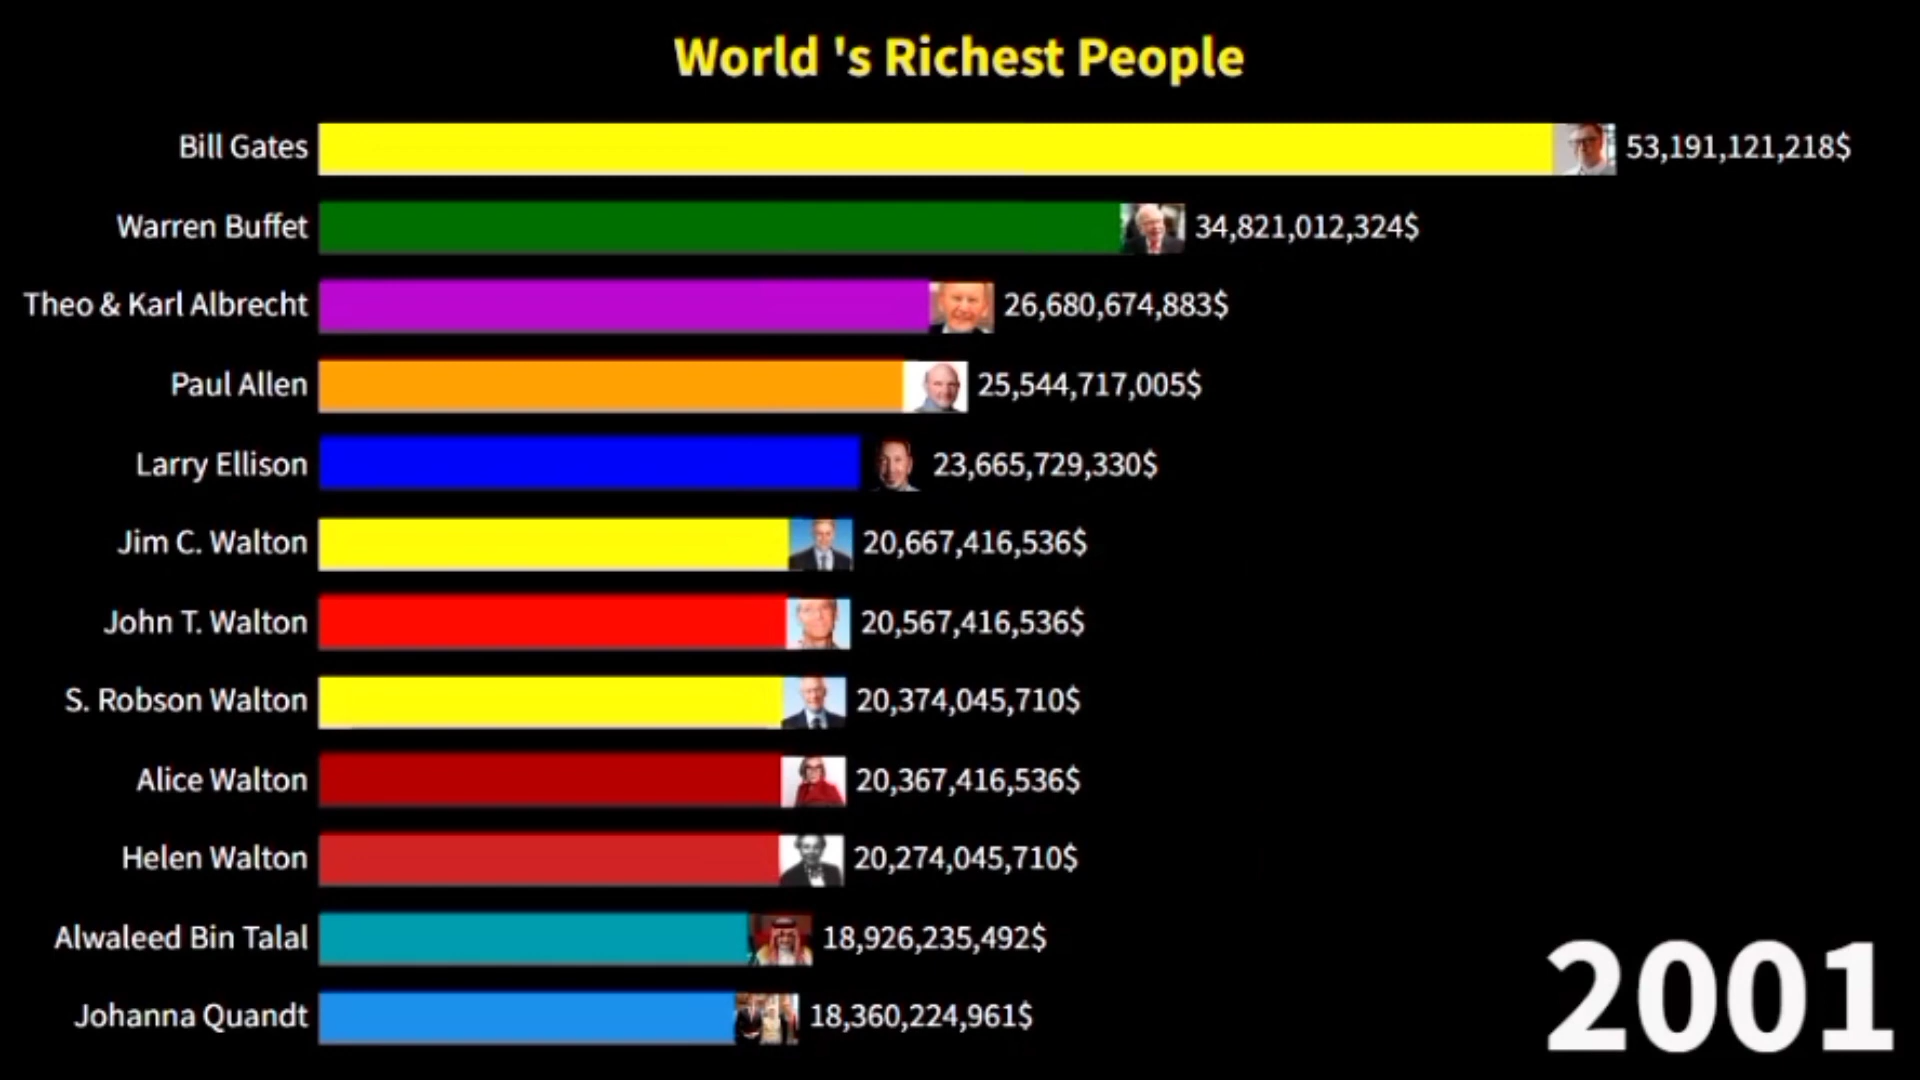 World 's Richest People
Bill Gates 53,191,121,218$
Warren Buffet 34,821,012,324$
Theo & Karl Albrecht 26,680,674,883$
Paul Allen 25,544,717,005$
Larry Ellison 23,665,729,330$
Jim C. Walton 20,667,416,536$
John T. Walton 20,567,416,536$
S. Robson Walton 20,374,045,710$
Alice Walton 20,367,416,536$
Helen Walton 20,274,045,710$
Alwaleed Bin Talal 18,926,235,492$
Johanna Quandt 18,360,224,961$
2001